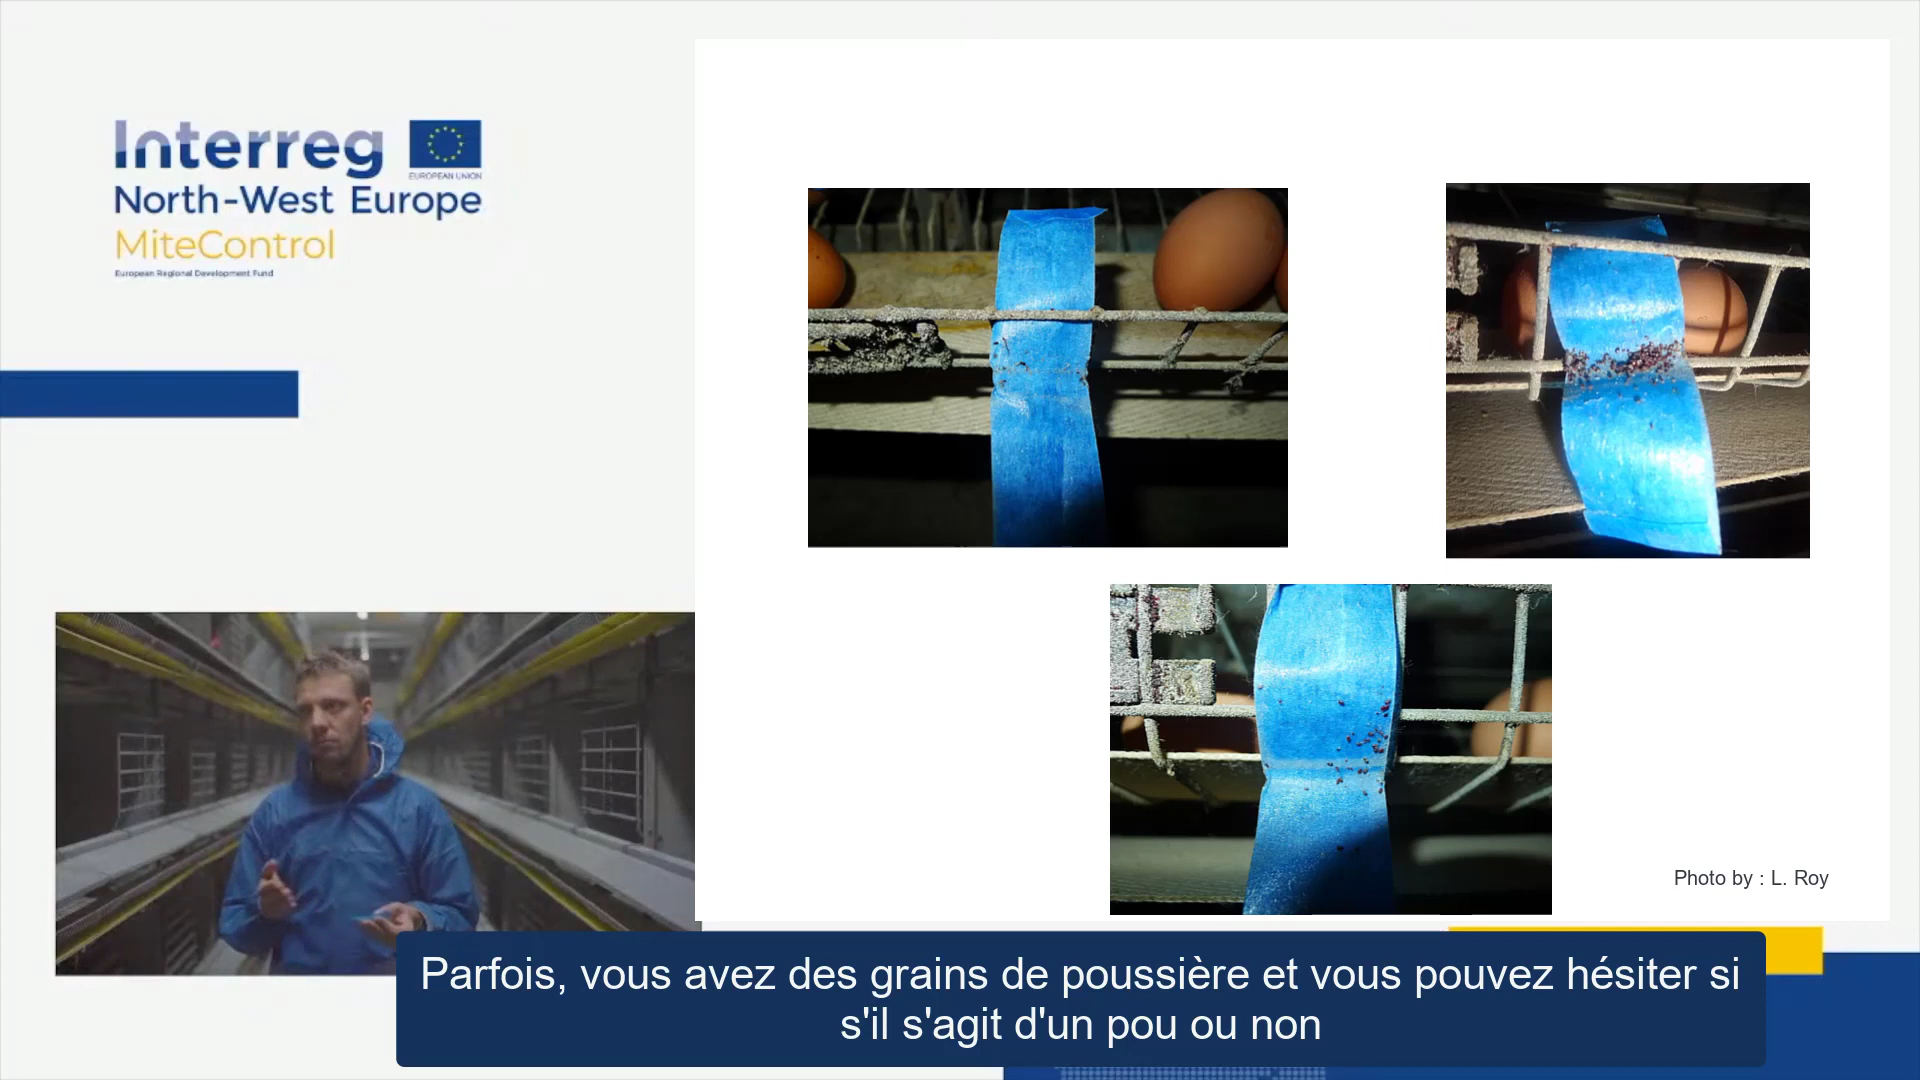 Interreg
EUROPEAN UNION
North-West Europe
MiteControl
European Regional Development Fund
Photo by : L. Roy
Parfois, vous avez des grains de poussière et vous pouvez hésiter si
s'il s'agit d'un pou ou non